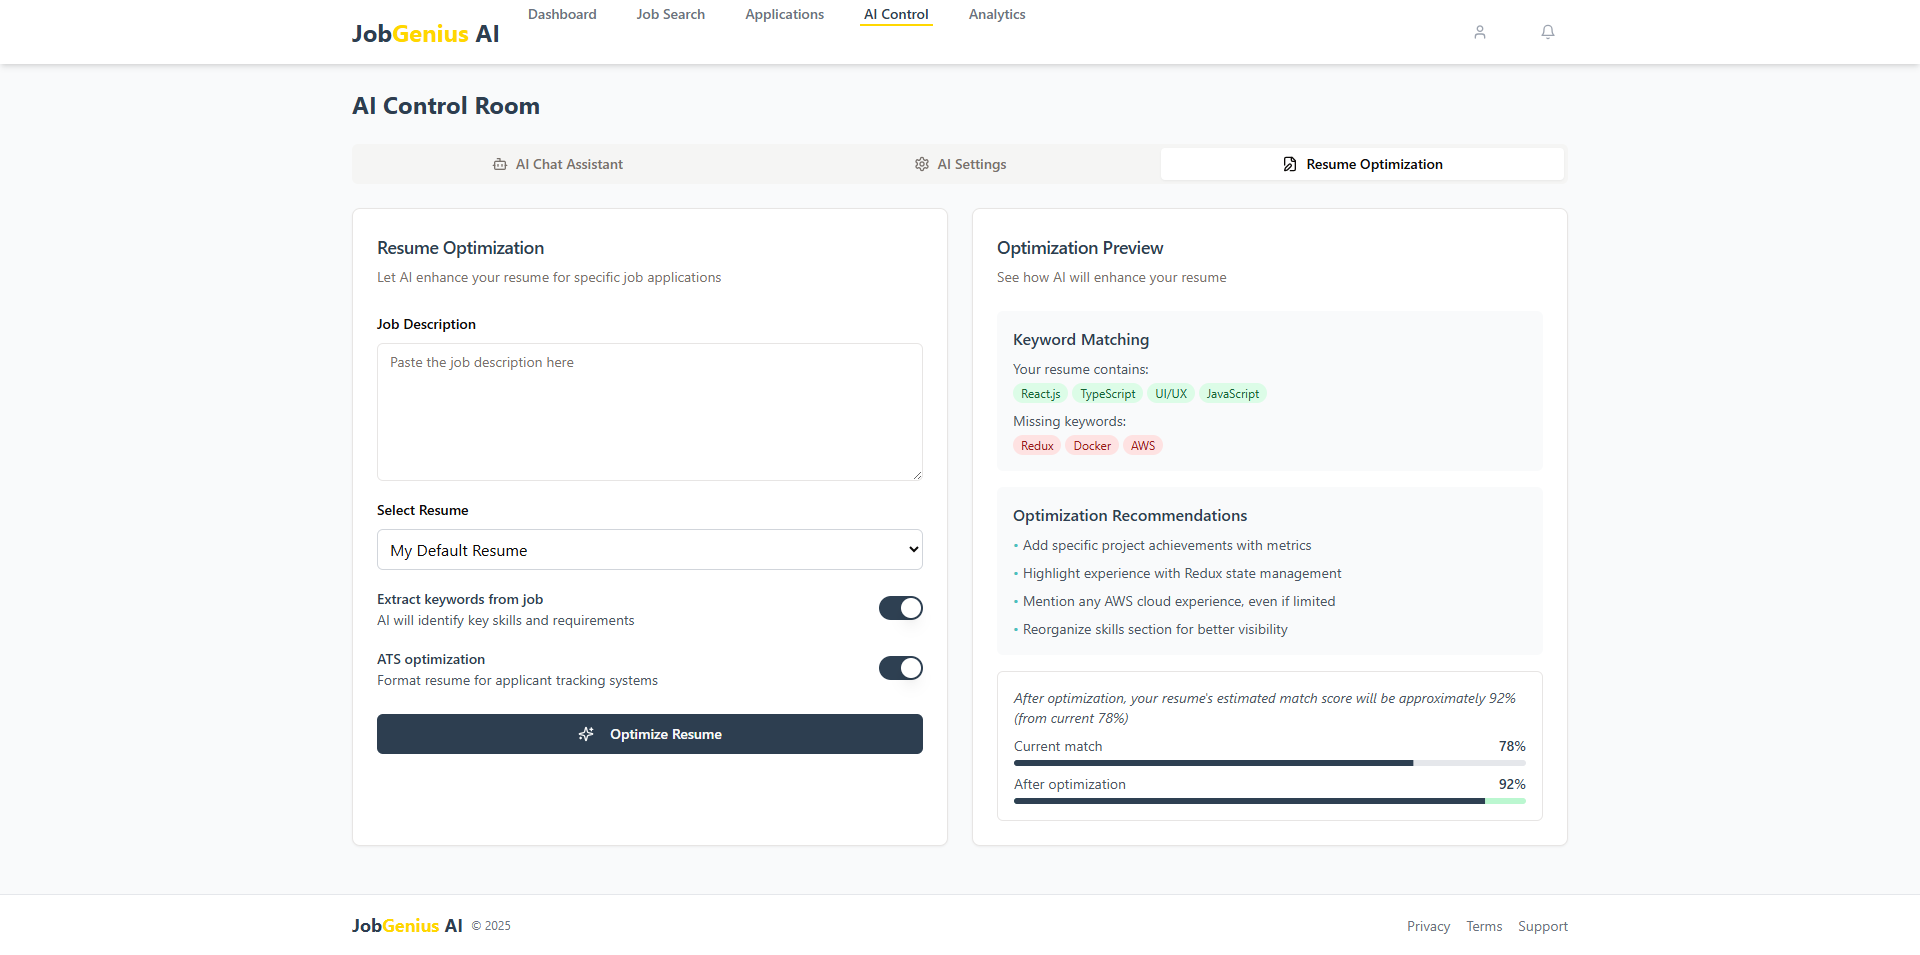 JobGenius AI
Dashboard
Job Search
Applications
AI Control
Analytics
AI Control Room
AI Chat Assistant
AI Settings
Resume Optimization
Resume Optimization
Let AI enhance your resume for specific job applications
Job Description
Paste the job description here
Select Resume
My Default Resume
Extract keywords from job
AI will identify key skills and requirements
ATS optimization
Format resume for applicant tracking systems
Optimize Resume
Optimization Preview
See how AI will enhance your resume
Keyword Matching
Your resume contains:
React.js TypeScript UI/UX JavaScript
Missing keywords:
Redux Docker AWS
Optimization Recommendations
• Add specific project achievements with metrics
• Highlight experience with Redux state management
• Mention any AWS cloud experience, even if limited
• Reorganize skills section for better visibility
After optimization, your resume's estimated match score will be approximately 92%
(from current 78%)
Current match 78%
After optimization 92%
JobGenius AI © 2025
Privacy Terms Support